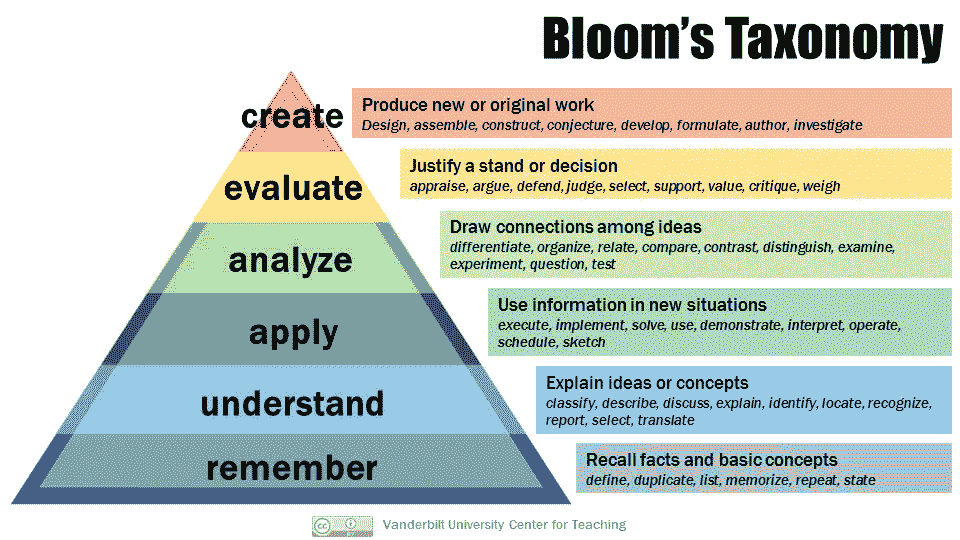 Bloom's Taxonomy
create
Produce new or original work
Design, assemble, construct, conjecture, develop, formulate, author, investigate
evaluate
Justify a stand or decision
appraise, argue, defend, judge, select, support, value, critique, weigh
analyze
Draw connections among ideas
differentiate, organize, relate, compare, contrast, distinguish, examine,
experiment, question, test
apply
Use information in new situations
execute, implement, solve, use, demonstrate, interpret, operate,
schedule, sketch
understand
Explain ideas or concepts
classify, describe, discuss, explain, identify, locate, recognize,
report, select, translate
remember
Recall facts and basic concepts
define, duplicate, list, memorize, repeat, state
cc
Vanderbilt University Center for Teaching